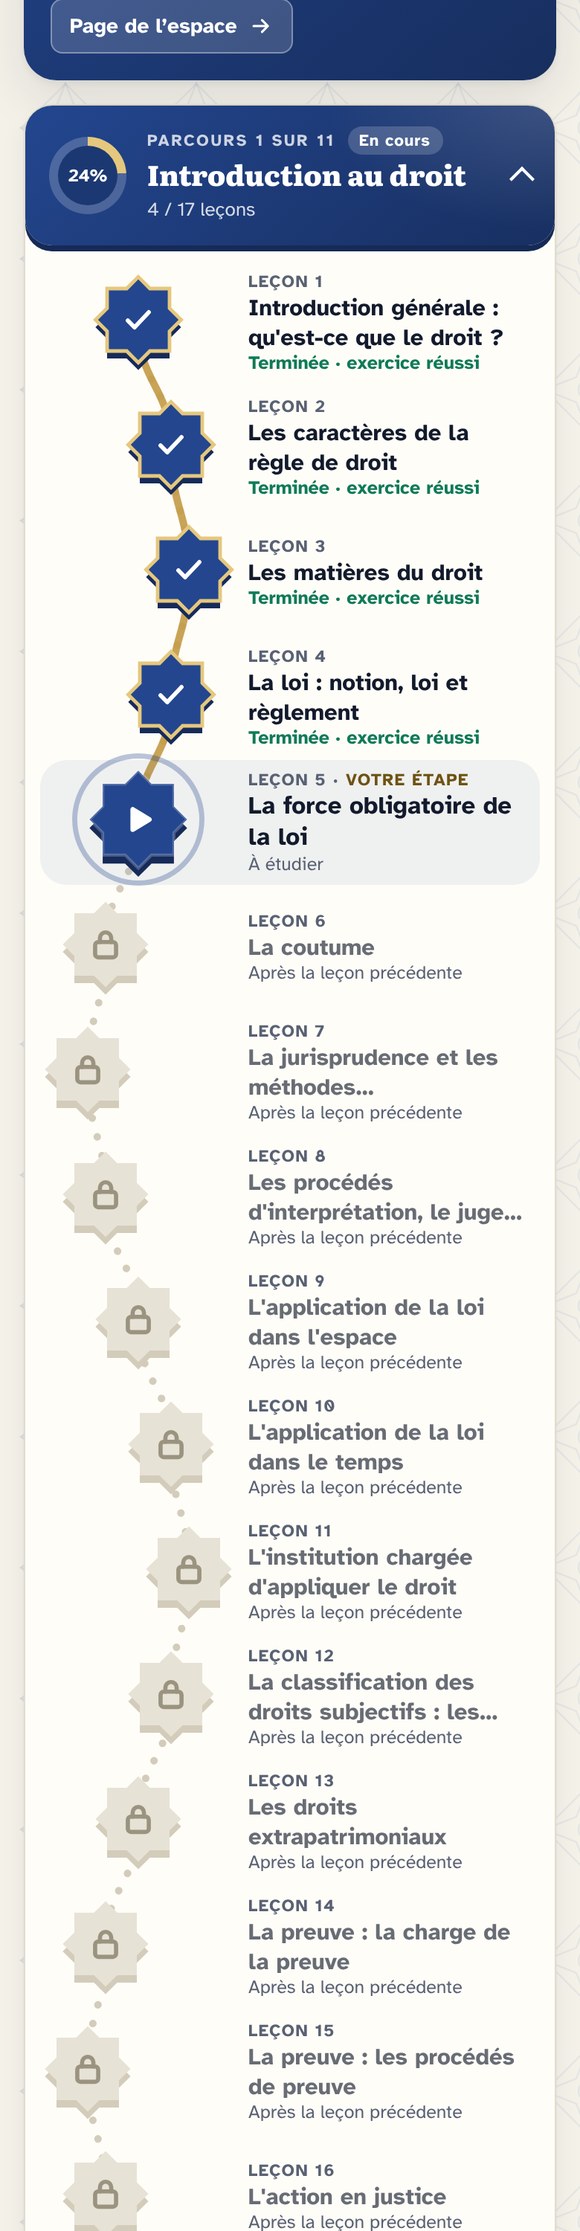 Page de l’espace →
PARCOURS 1 SUR 11 En cours
24%
Introduction au droit
4 / 17 leçons
LEÇON 1
Introduction générale :
qu'est-ce que le droit ?
Terminée · exercice réussi
LEÇON 2
Les caractères de la
règle de droit
Terminée · exercice réussi
LEÇON 3
Les matières du droit
Terminée · exercice réussi
LEÇON 4
La loi : notion, loi et
règlement
Terminée · exercice réussi
LEÇON 5 · VOTRE ÉTAPE
La force obligatoire de
la loi
À étudier
LEÇON 6
La coutume
Après la leçon précédente
LEÇON 7
La jurisprudence et les
méthodes...
Après la leçon précédente
LEÇON 8
Les procédés
d'interprétation, le juge...
Après la leçon précédente
LEÇON 9
L'application de la loi
dans l'espace
Après la leçon précédente
LEÇON 10
L'application de la loi
dans le temps
Après la leçon précédente
LEÇON 11
L'institution chargée
d'appliquer le droit
Après la leçon précédente
LEÇON 12
La classification des
droits subjectifs : les...
Après la leçon précédente
LEÇON 13
Les droits
extrapatrimoniaux
Après la leçon précédente
LEÇON 14
La preuve : la charge de
la preuve
Après la leçon précédente
LEÇON 15
La preuve : les procédés
de preuve
Après la leçon précédente
LEÇON 16
L'action en justice
Après la leçon précédente